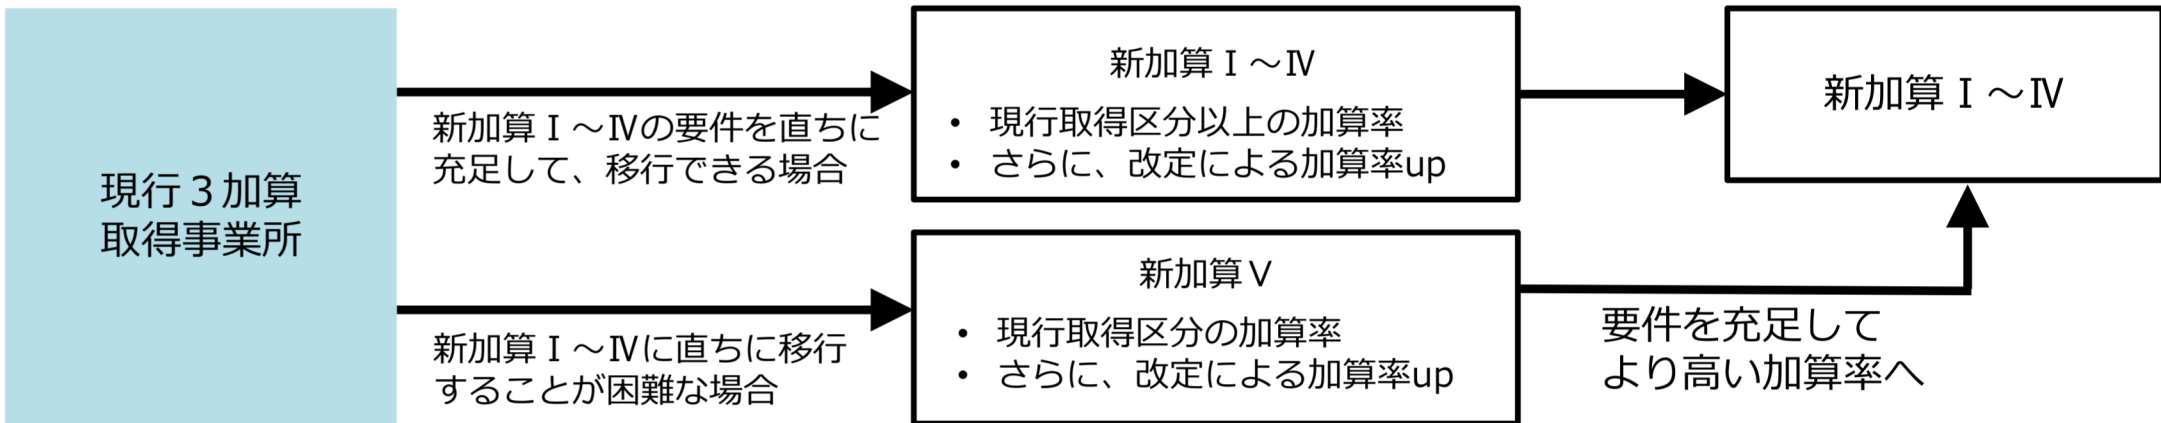 現行3加算
取得事業所
新加算Ⅰ~Ⅳの要件を直ちに
充足して、移行できる場合
新加算Ⅰ~Ⅳに直ちに移行
することが困難な場合
新加算Ⅰ~Ⅳ
• 現行取得区分以上の加算率
• さらに、改定による加算率up
新加算Ⅴ
• 現行取得区分の加算率
• さらに、改定による加算率up
要件を充足して
より高い加算率へ
新加算Ⅰ~Ⅳ